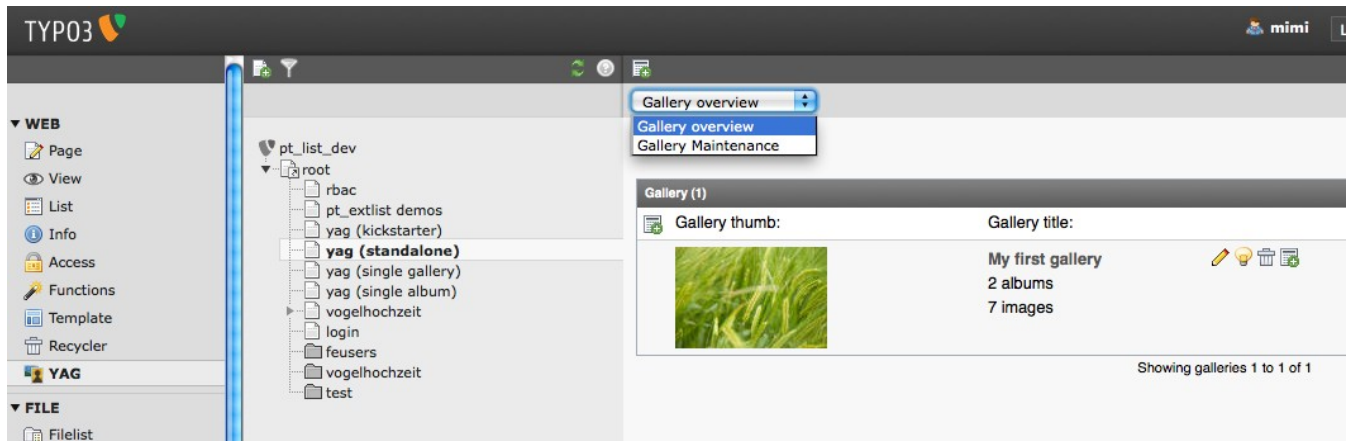 TYPO3
mimi
Gallery overview
Gallery overview
Gallery Maintenance
WEB
Page
View
List
Info
Access
Functions
Template
Recycler
YAG
FILE
Filelist
pt_list_dev
root
rbac
pt_extlist demos
yag (kickstarter)
yag (standalone)
yag (single gallery)
yag (single album)
vogelhochzeit
login
feusers
vogelhochzeit
test
Gallery (1)
Gallery thumb: Gallery title:
My first gallery
2 albums
7 images
Showing galleries 1 to 1 of 1